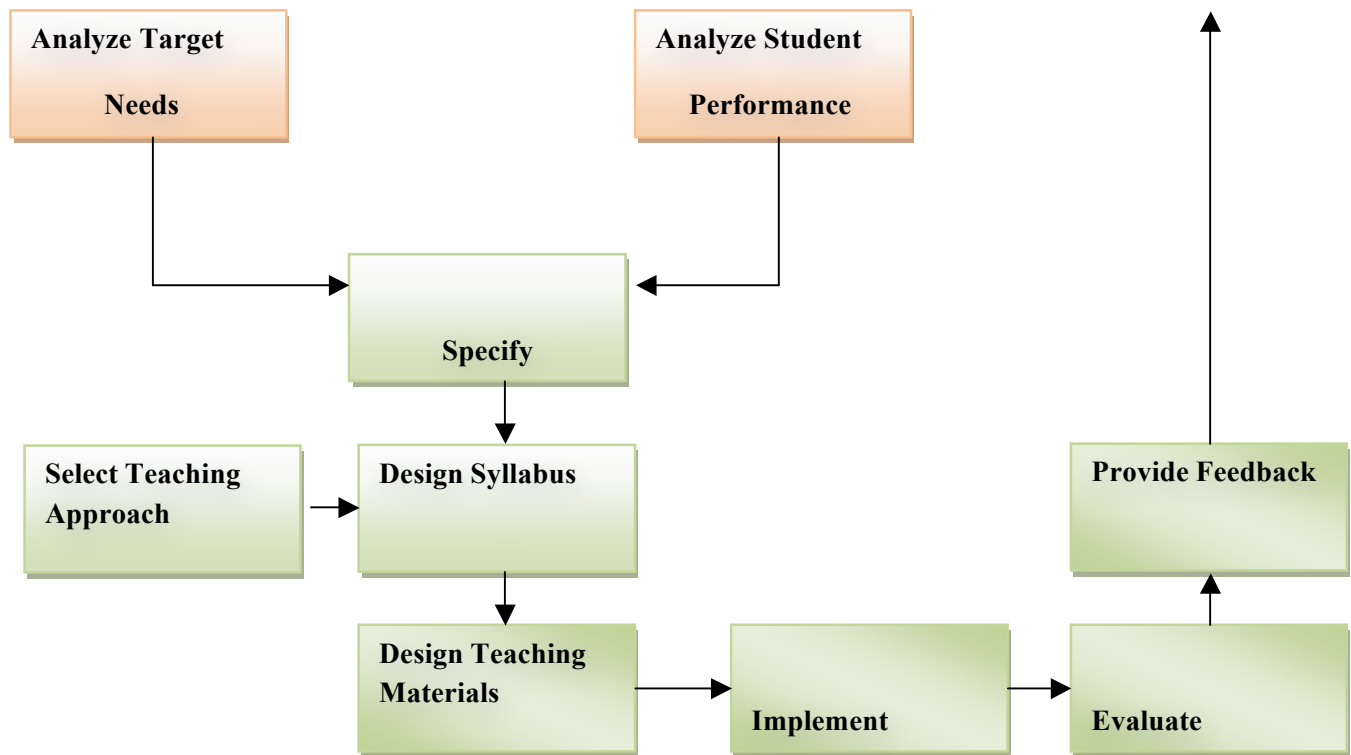 Analyze Target
Needs
Analyze Student
Performance
Specify
Select Teaching
Approach
Design Syllabus
Provide Feedback
Design Teaching
Materials
Implement
Evaluate